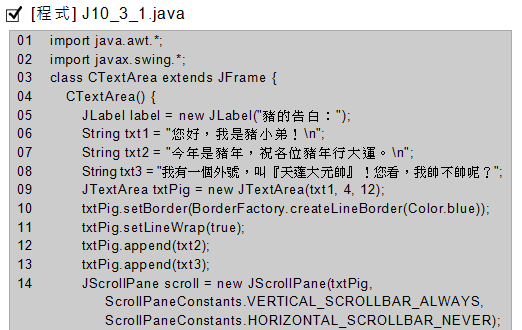 [程式] J10_3_1.java
01 import java.awt.*;
02 import javax.swing.*;
03 class CTextArea extends JFrame {
04 CTextArea() {
05 JLabel label = new JLabel("豬的告白：");
06 String txt1 = "您好，我是豬小弟！\n";
07 String txt2 = "今年是豬年，祝各位豬年行大運。\n";
08 String txt3 = "我有一個外號，叫『天蓬大元帥』！您看，我帥不帥呢？";
09 JTextArea txtPig = new JTextArea(txt1, 4, 12);
10 txtPig.setBorder(BorderFactory.createLineBorder(Color.blue));
11 txtPig.setLineWrap(true);
12 txtPig.append(txt2);
13 txtPig.append(txt3);
14 JScrollPane scroll = new JScrollPane(txtPig,
ScrollPaneConstants.VERTICAL_SCROLLBAR_ALWAYS,
ScrollPaneConstants.HORIZONTAL_SCROLLBAR_NEVER);